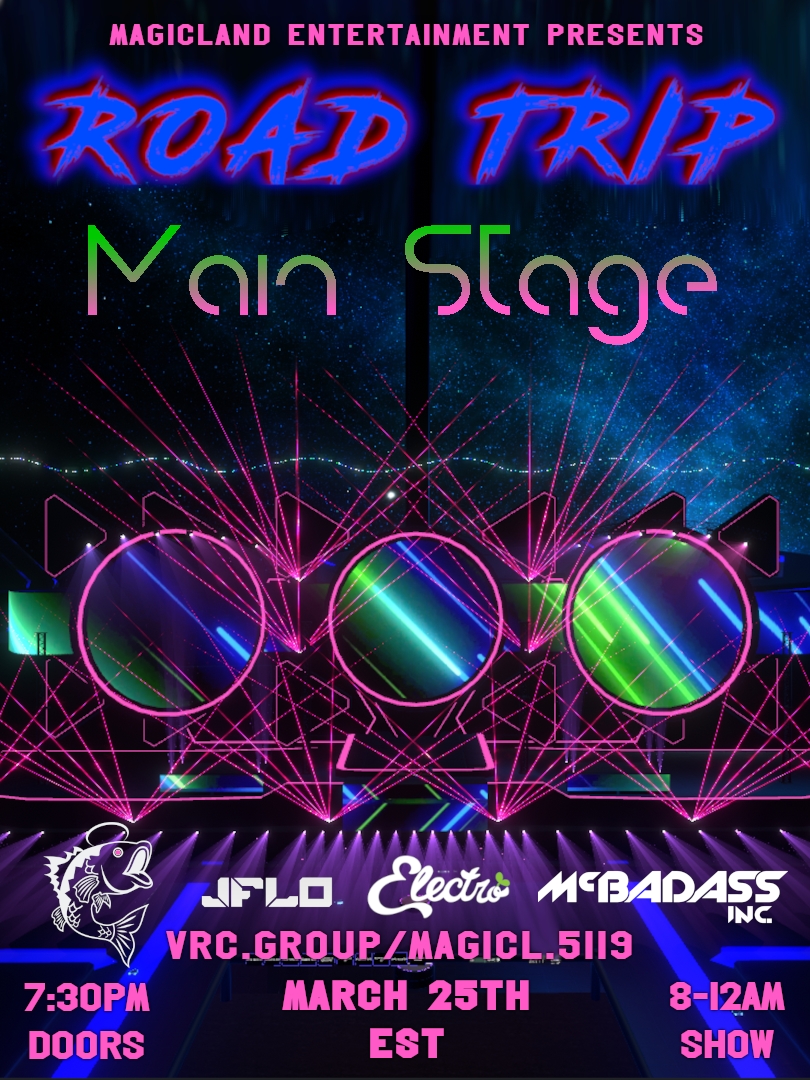 MAGICLAND ENTERTAINMENT PRESENTS
ROAD TRIP
Main Stage
JFLO
Electro
McBADASS
INC.
VRC.GROUP/MAGICL.5119
7:30PM
DOORS
MARCH 25TH
EST
8-12AM
SHOW